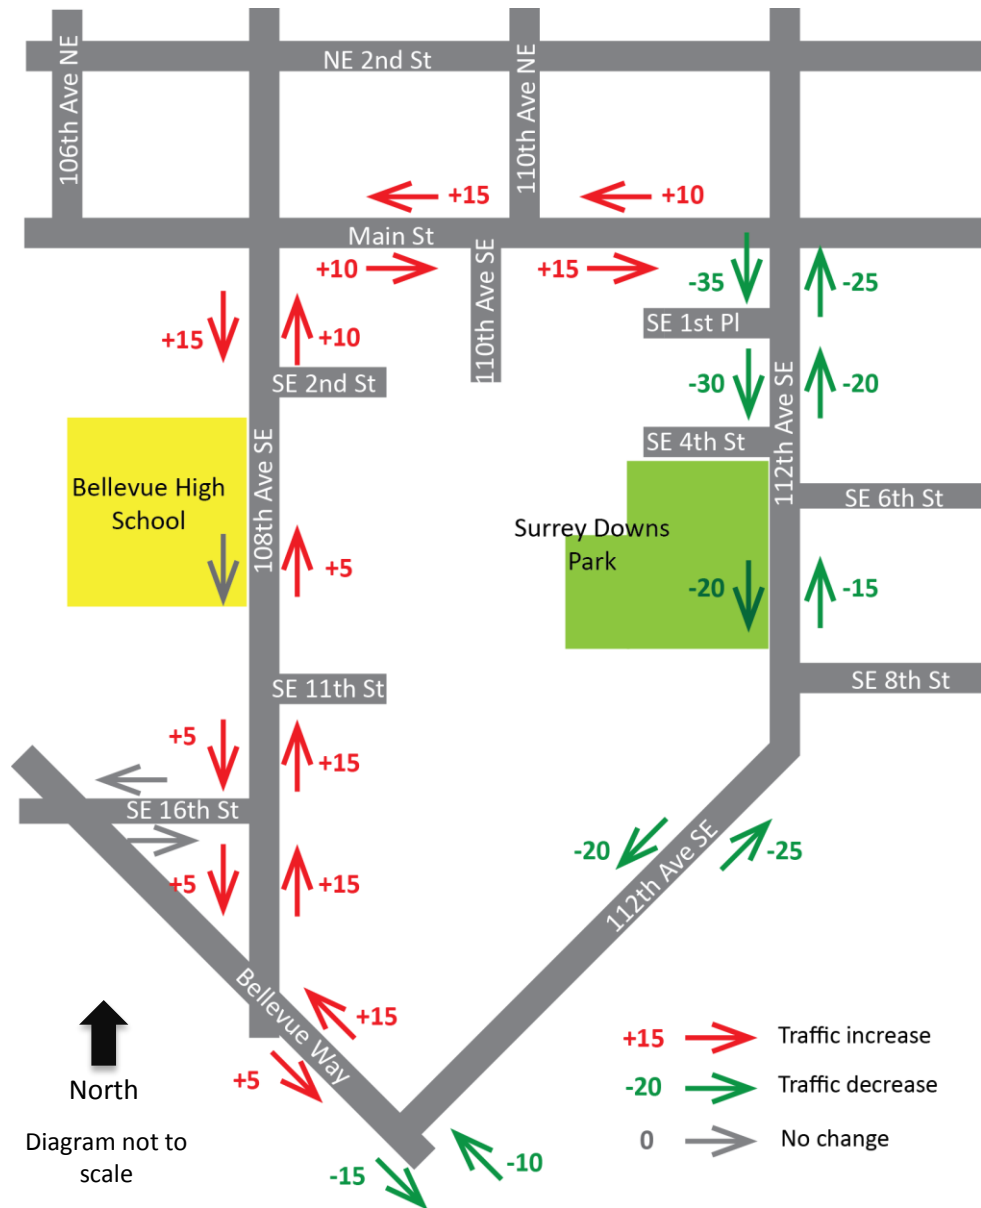 106th Ave NE
NE 2nd St
110th Ave NE
+15
+10
Main St
+10
110th Ave SE
+15
-35
-25
SE 1st Pl
+15
+10
-30
-20
SE 2nd St
SE 4th St
112th Ave SE
Bellevue High
School
108th Ave SE
SE 6th St
Surrey Downs
Park
+5
-20
-15
SE 11th St
SE 8th St
+5
+15
SE 16th St
+5
+15
-20
-25
112th Ave SE
Bellevue Way
+15
+5
-15
-10
North
Diagram not to
scale
+15
Traffic increase
-20
Traffic decrease
0
No change